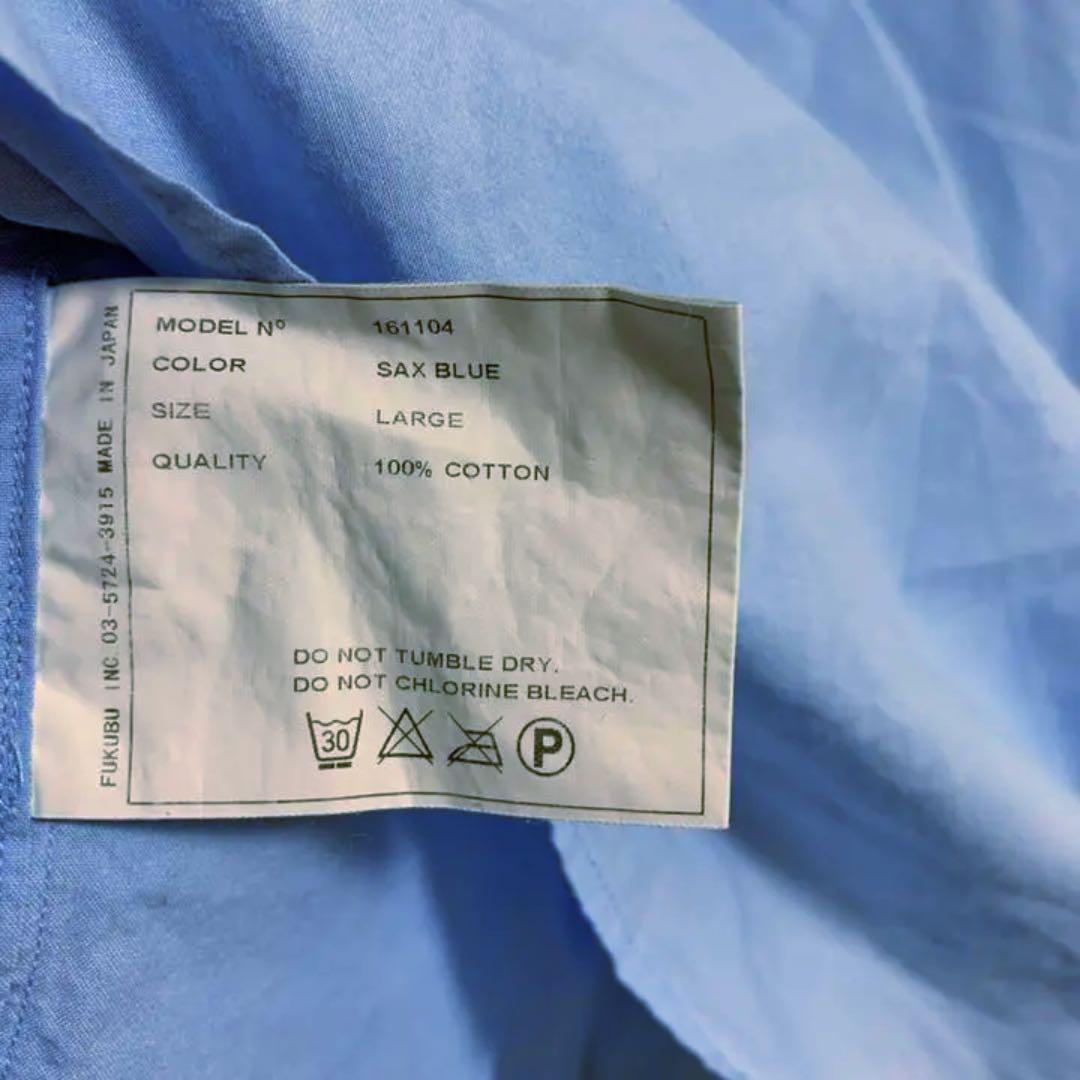 MODEL Nº 161104
COLOR SAX BLUE
SIZE LARGE
QUALITY 100% COTTON
DO NOT TUMBLE DRY.
DO NOT CHLORINE BLEACH.
30 P
FUKUBU INC. 03-5724-3915 MADE IN JAPAN